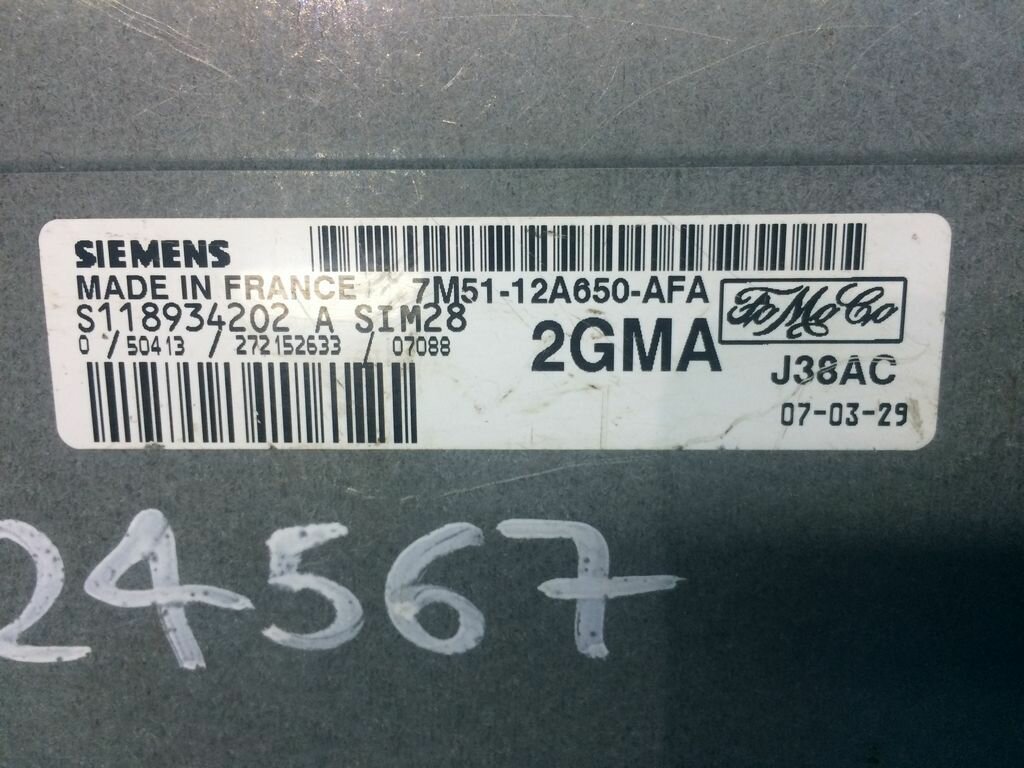 SIEMENS
MADE IN FRANCE 7M51-12A650-AFA
S118934202 A SIM28
0 / 50413 / 272152633 / 07088
2GMA
FoMoCo
J38AC
07-03-29
24567